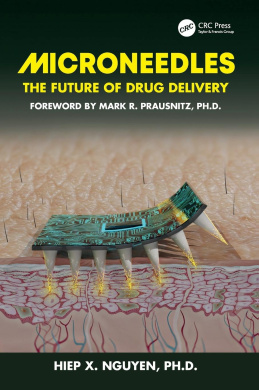 CRC Press
Taylor & Francis Group
MICRONEEDLES
THE FUTURE OF DRUG DELIVERY
FOREWORD BY MARK R. PRAUSNITZ, PH.D.
HIEP X. NGUYEN, PH.D.